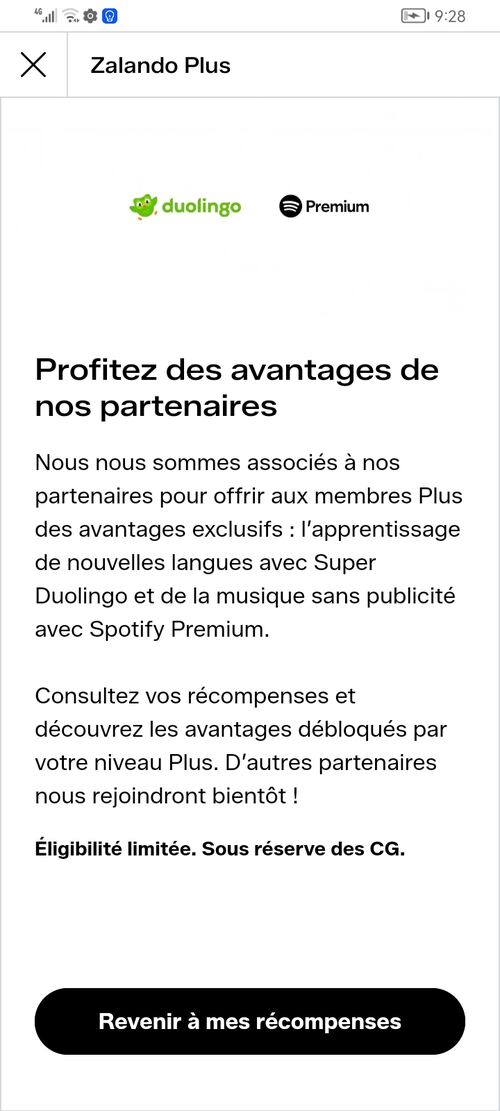 4G 9:28
Zalando Plus
duolingo Premium
Profitez des avantages de
nos partenaires
Nous nous sommes associés à nos
partenaires pour offrir aux membres Plus
des avantages exclusifs : l'apprentissage
de nouvelles langues avec Super
Duolingo et de la musique sans publicité
avec Spotify Premium.
Consultez vos récompenses et
découvrez les avantages débloqués par
votre niveau Plus. D'autres partenaires
nous rejoindront bientôt !
Éligibilité limitée. Sous réserve des CG.
Revenir à mes récompenses